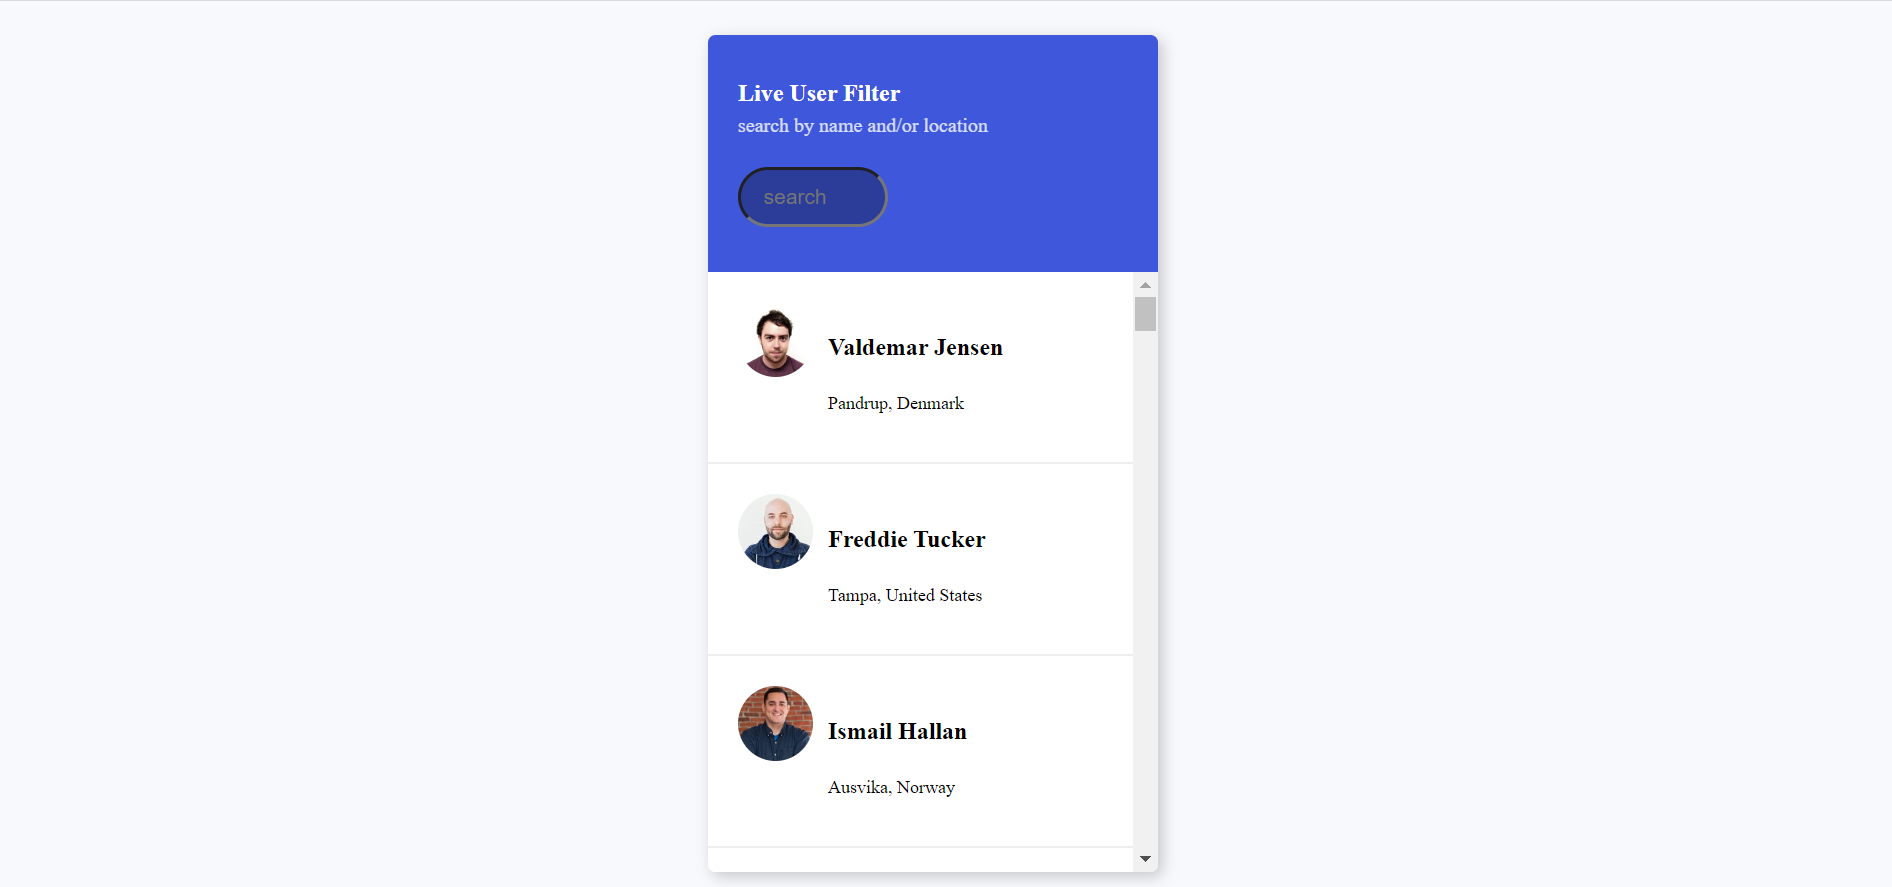 Live User Filter
search by name and/or location
search
Valdemar Jensen
Pandrup, Denmark
Freddie Tucker
Tampa, United States
Ismail Hallan
Ausvika, Norway